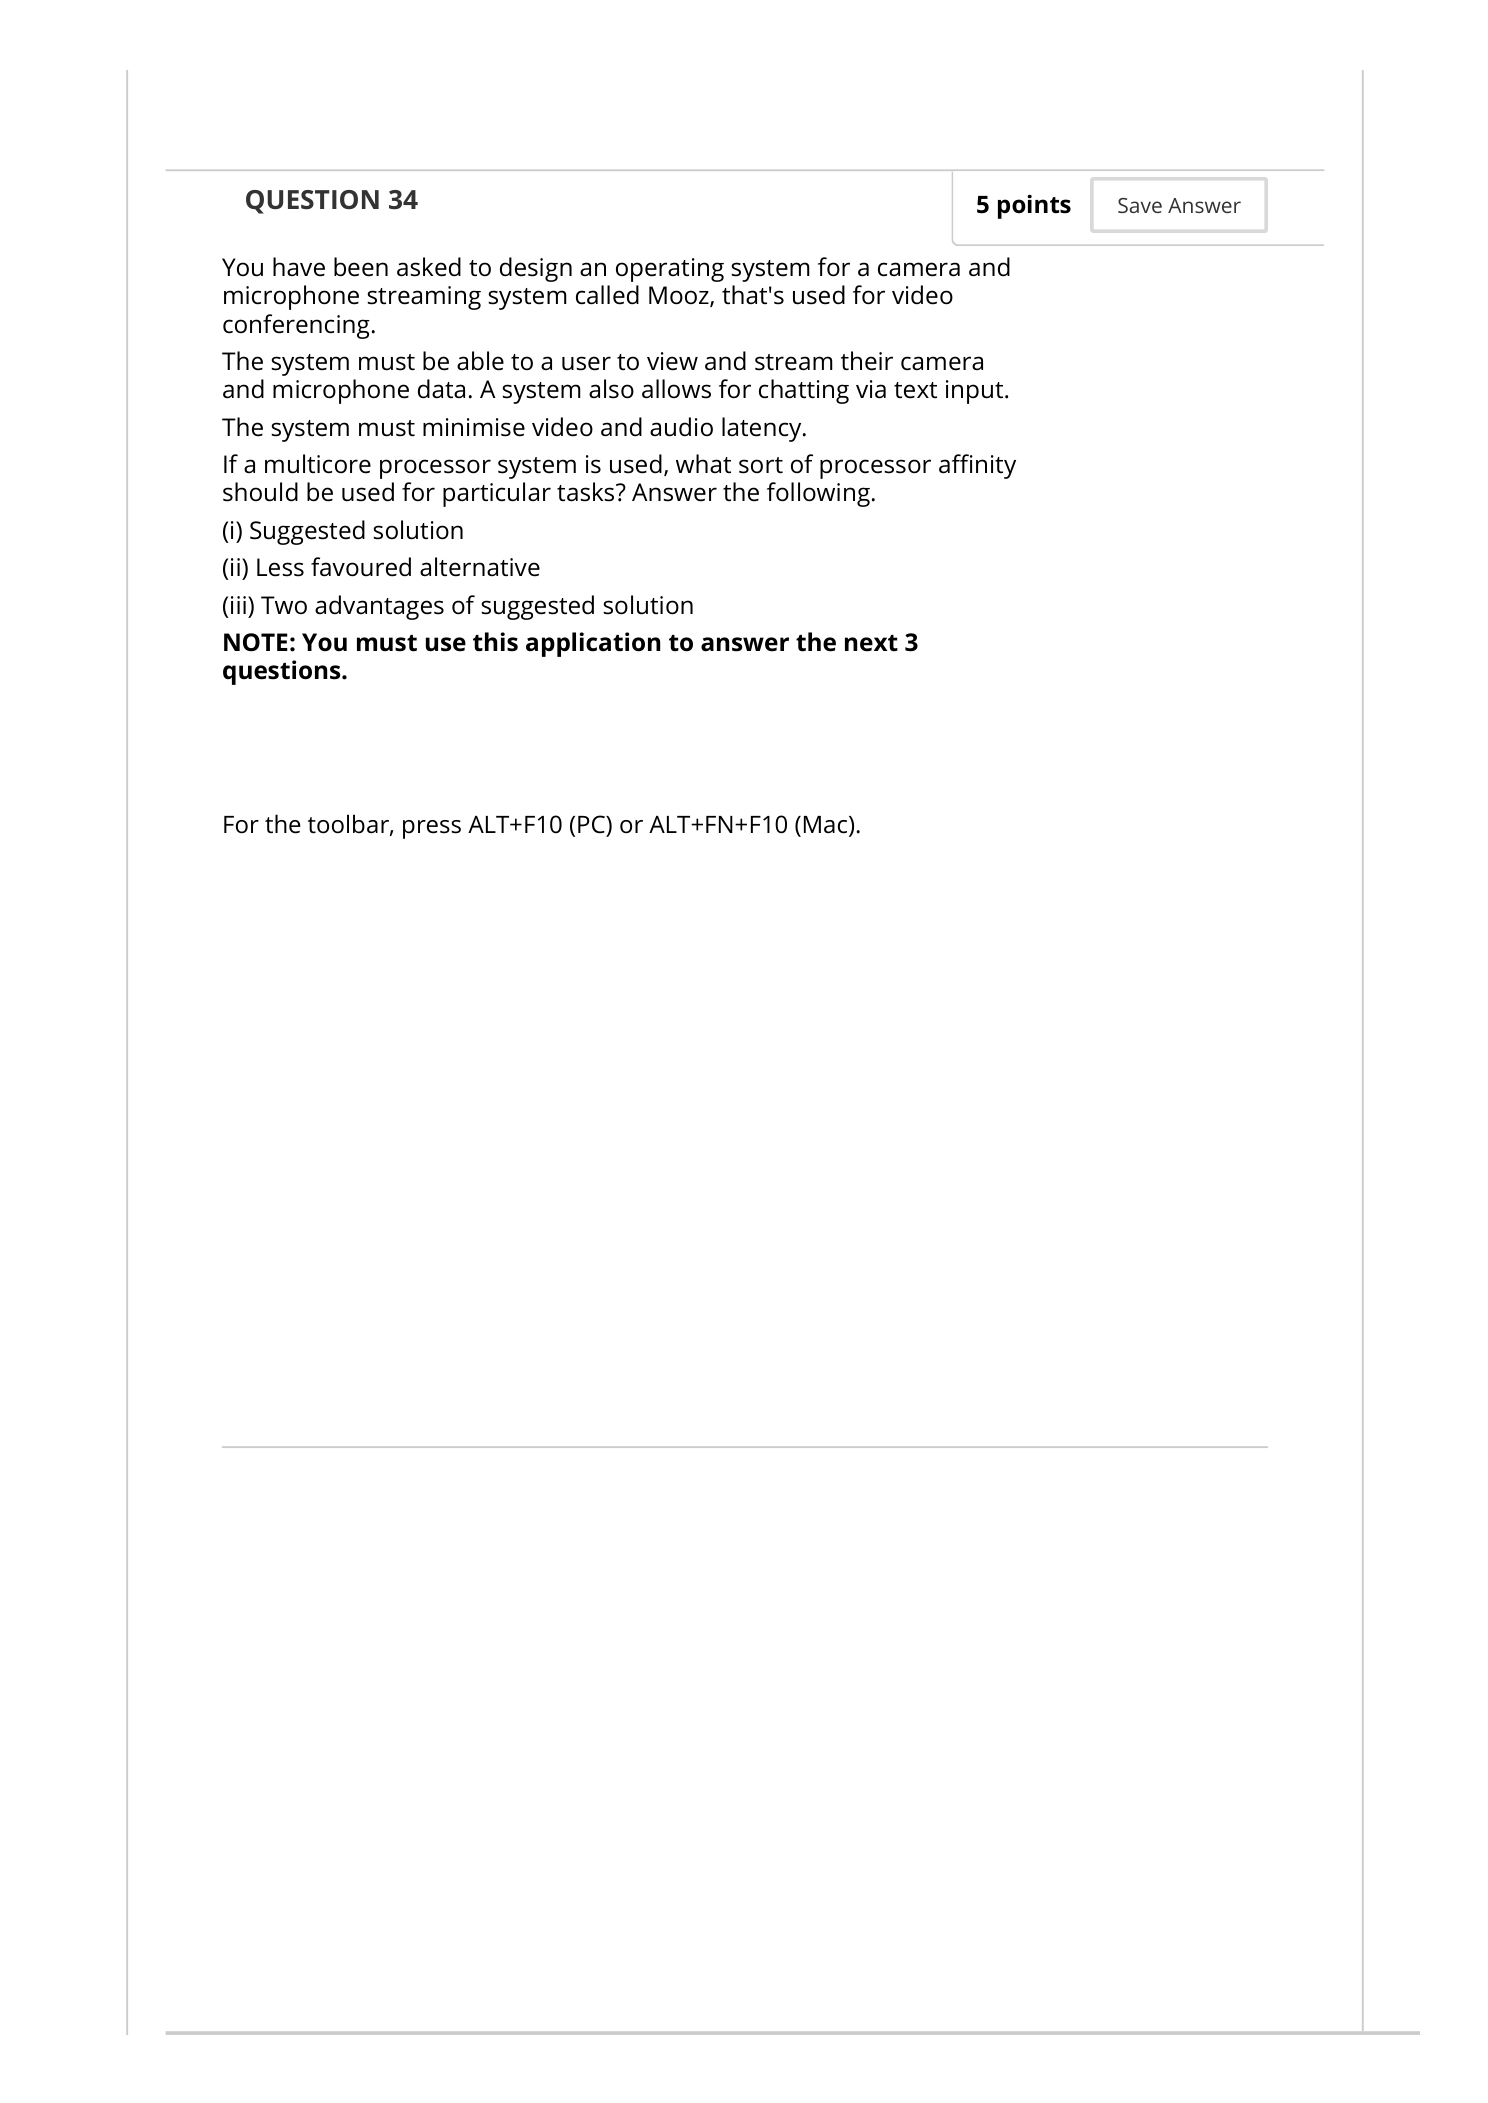 QUESTION 34
5 points
Save Answer
You have been asked to design an operating system for a camera and
microphone streaming system called Mooz, that's used for video
conferencing.
The system must be able to a user to view and stream their camera
and microphone data. A system also allows for chatting via text input.
The system must minimise video and audio latency.
If a multicore processor system is used, what sort of processor affinity
should be used for particular tasks? Answer the following.
(i) Suggested solution
(ii) Less favoured alternative
(iii) Two advantages of suggested solution
NOTE: You must use this application to answer the next 3
questions.
For the toolbar, press ALT+F10 (PC) or ALT+FN+F10 (Mac).